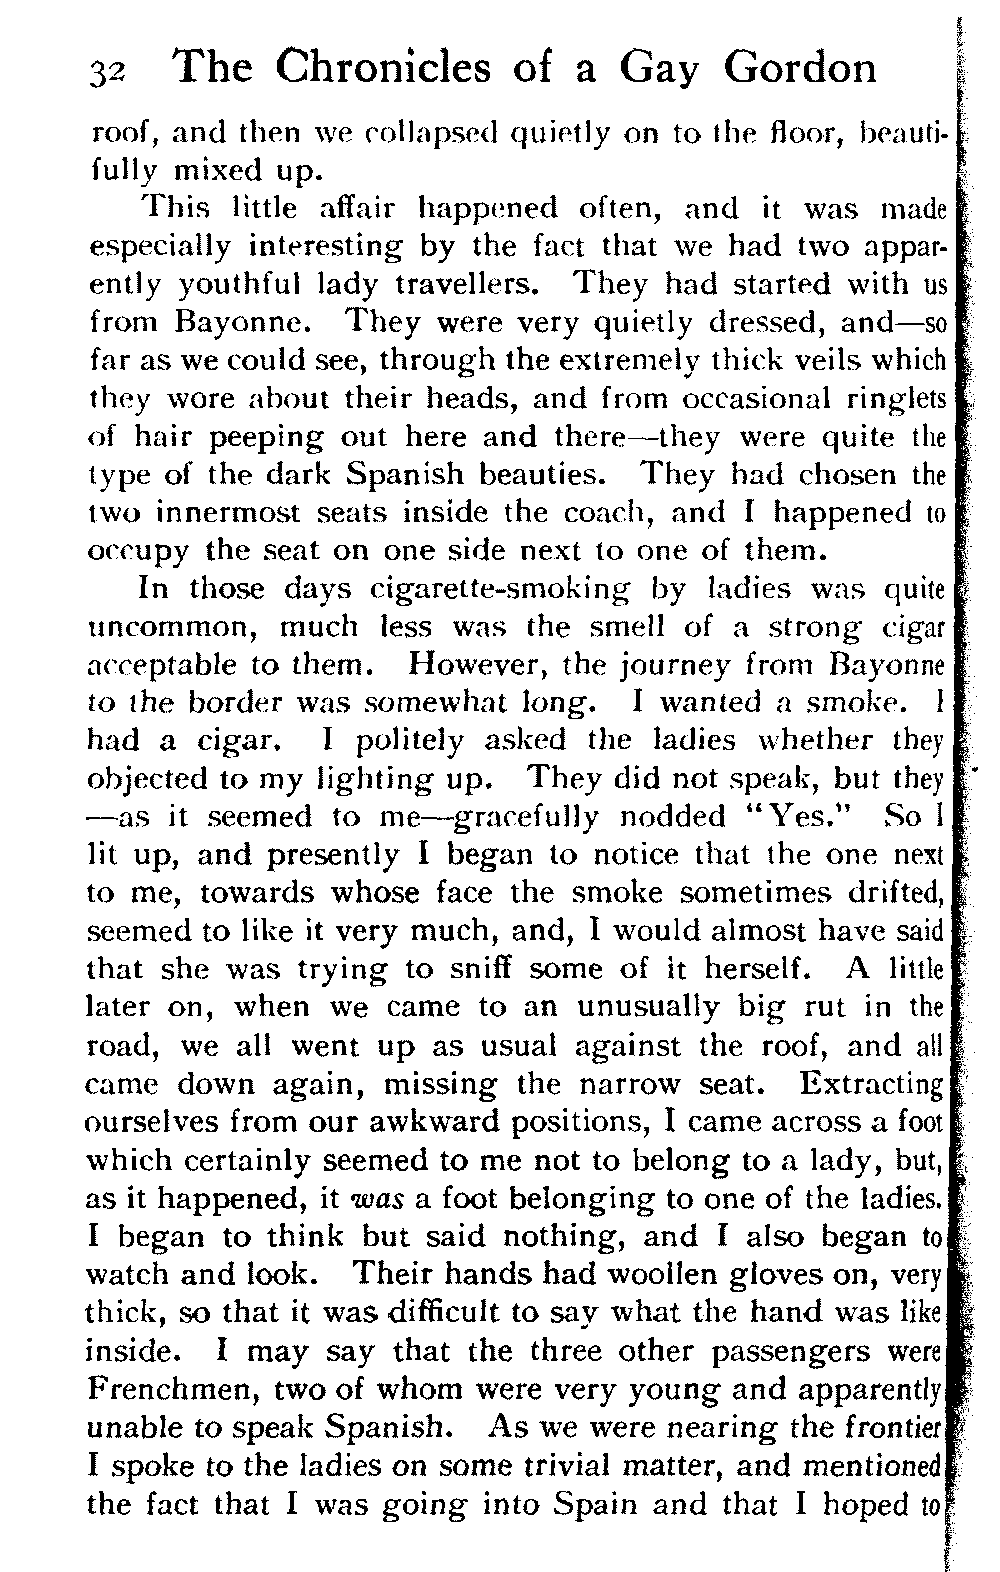 32 The Chronicles of a Gay Gordon
roof, and then we collapsed quietly on to the floor, beauti-
fully mixed up.
This little affair happened often, and it was made
especially interesting by the fact that we had two appar-
ently youthful lady travellers. They had started with us
from Bayonne. They were very quietly dressed, and—so
far as we could see, through the extremely thick veils which
they wore about their heads, and from occasional ringlets
of hair peeping out here and there—they were quite the
type of the dark Spanish beauties. They had chosen the
two innermost seats inside the coach, and I happened to
occupy the seat on one side next to one of them.
In those days cigarette-smoking by ladies was quite
uncommon, much less was the smell of a strong cigar
acceptable to them. However, the journey from Bayonne
to the border was somewhat long. I wanted a smoke. I
had a cigar. I politely asked the ladies whether they
objected to my lighting up. They did not speak, but they
—as it seemed to me—gracefully nodded "Yes." So I
lit up, and presently I began to notice that the one next
to me, towards whose face the smoke sometimes drifted,
seemed to like it very much, and, I would almost have said
that she was trying to sniff some of it herself. A little
later on, when we came to an unusually big rut in the
road, we all went up as usual against the roof, and all
came down again, missing the narrow seat. Extracting
ourselves from our awkward positions, I came across a foot
which certainly seemed to me not to belong to a lady, but,
as it happened, it was a foot belonging to one of the ladies.
I began to think but said nothing, and I also began to
watch and look. Their hands had woollen gloves on, very
thick, so that it was difficult to say what the hand was like
inside. I may say that the three other passengers were
Frenchmen, two of whom were very young and apparently
unable to speak Spanish. As we were nearing the frontier
I spoke to the ladies on some trivial matter, and mentioned
the fact that I was going into Spain and that I hoped to